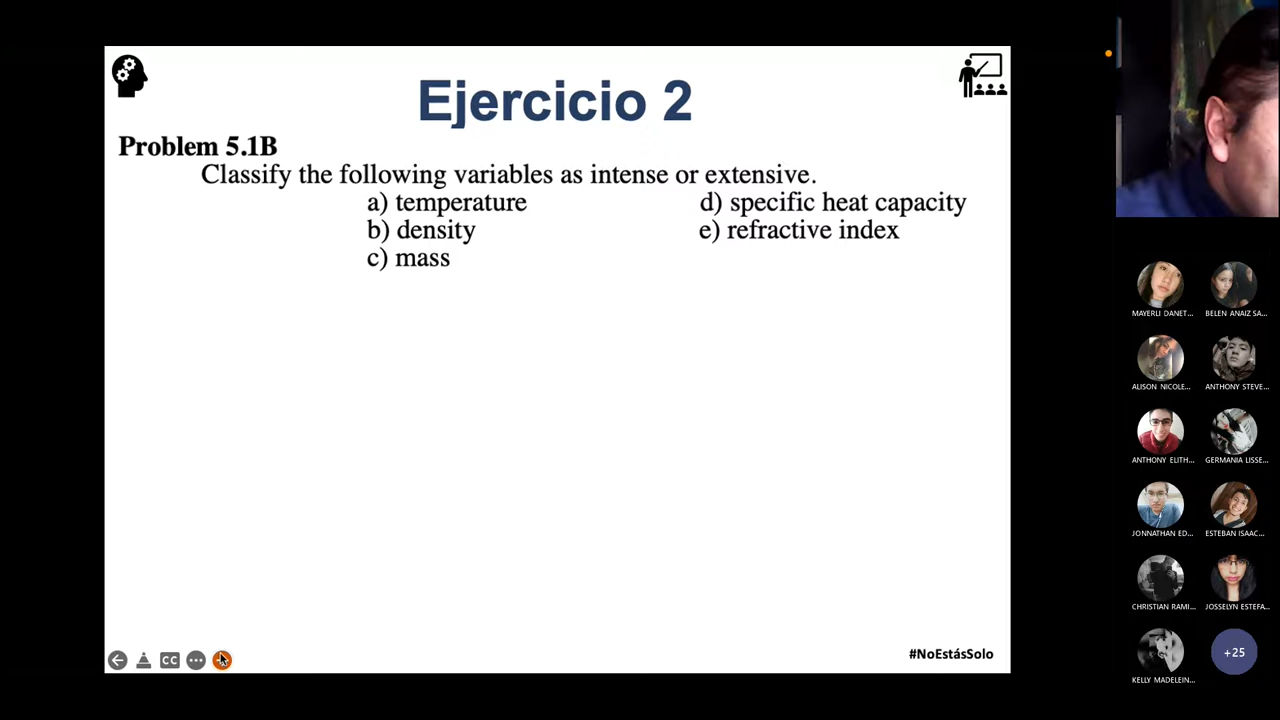 Ejercicio 2
Problem 5.1B
Classify the following variables as intense or extensive.
a) temperature
b) density
c) mass
d) specific heat capacity
e) refractive index
CC
#NoEstásSolo
MAYERLI DANET...
BELEN ANAIZ SA...
ALISON NICOLE...
ANTHONY STEVE...
ANTHONY ELITH...
GERMANIA LISSE...
JONNATHAN ED...
ESTEBAN ISAAC...
CHRISTIAN RAMI...
JOSSELYN ESTEFA...
KELLY MADELEIN...
+25